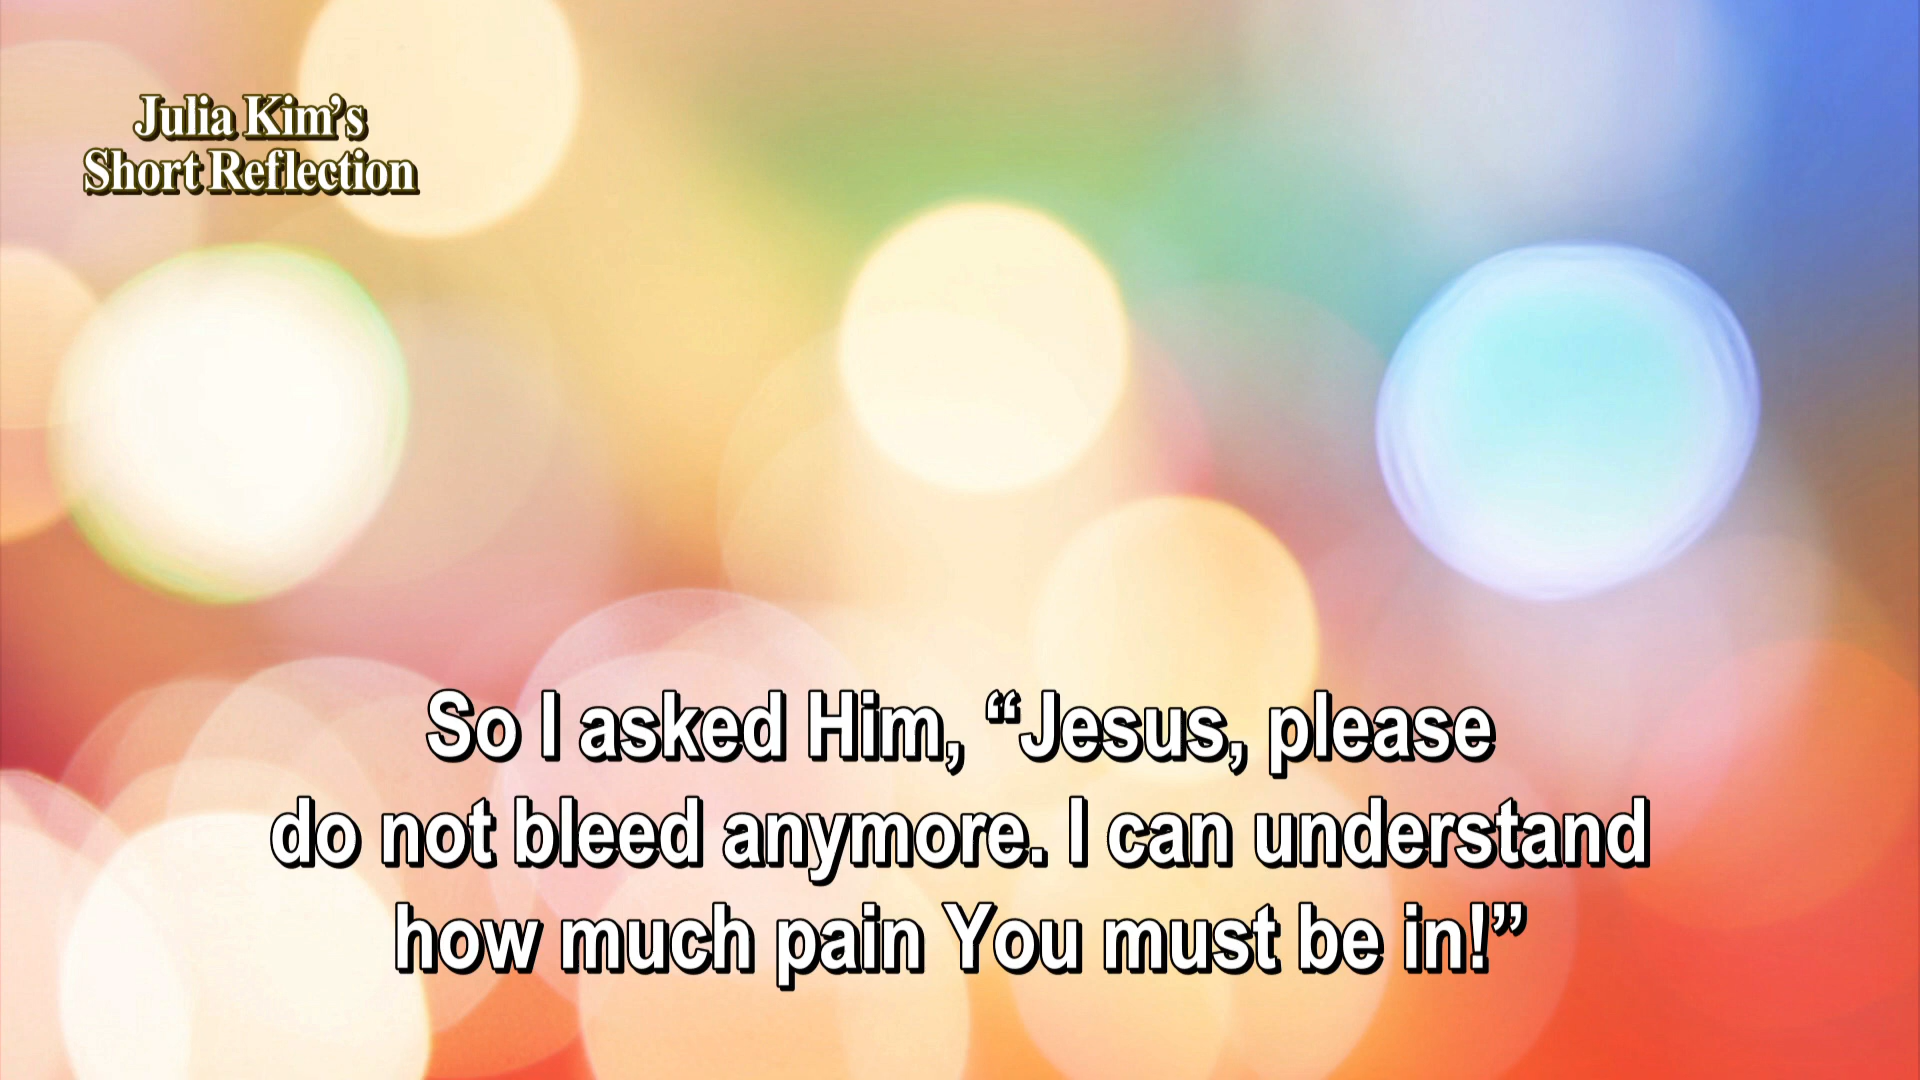 Julia Kim’s
Short Reflection
So I asked Him, “Jesus, please
do not bleed anymore. I can understand
how much pain You must be in!”